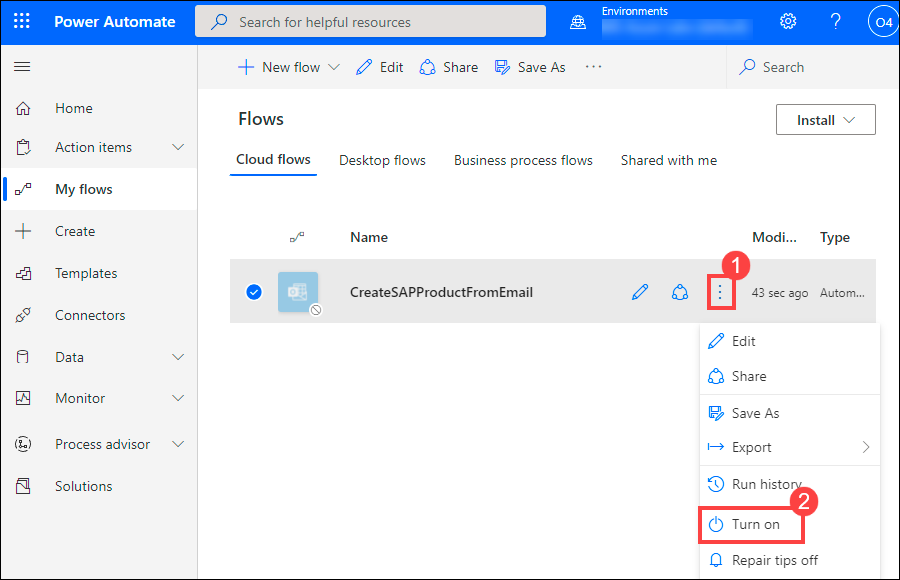 Power Automate
Search for helpful resources
Environments
O4
New flow
Edit
Share
Save As
Search
Home
Action items
My flows
Create
Templates
Connectors
Data
Monitor
Process advisor
Solutions
Flows
Install
Cloud flows
Desktop flows
Business process flows
Shared with me
Name
Modi...
Type
1
CreateSAPProductFromEmail
43 sec ago
Autom...
Edit
Share
Save As
Export
Run history
2
Turn on
Repair tips off